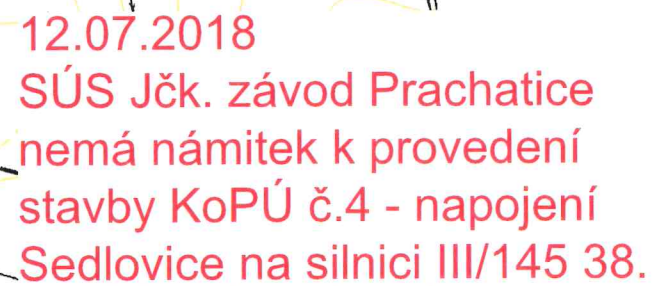 12.07.2018
SÚS Jčk. závod Prachatice
nemá námitek k provedení
stavby KoPÚ č.4 - napojení
Sedlovice na silnici III/145 38.